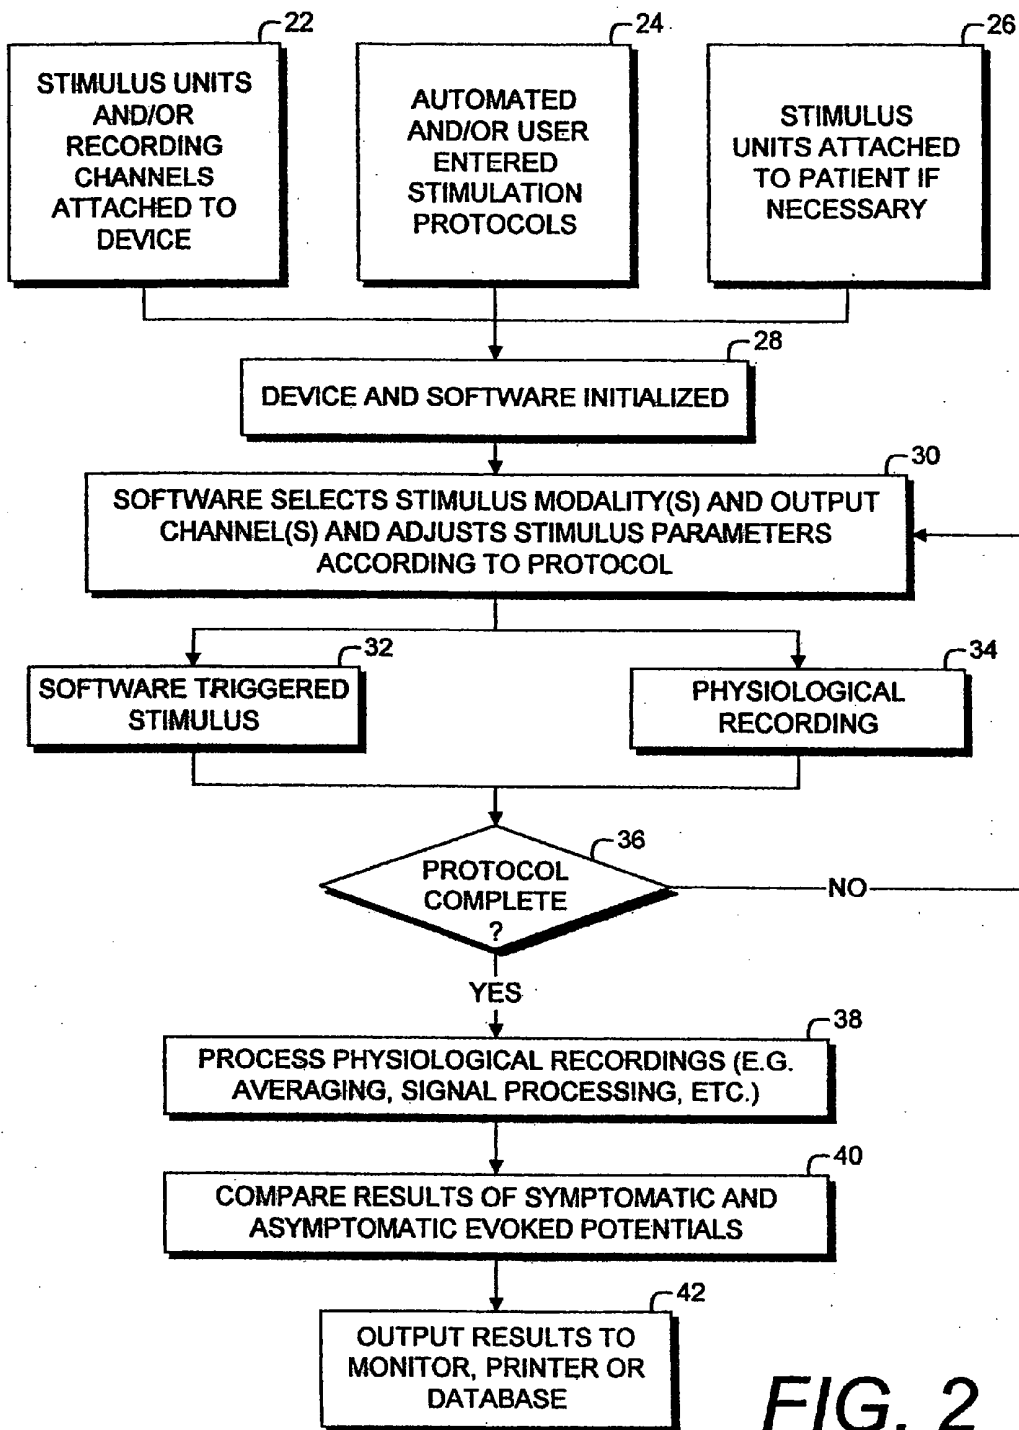 22
STIMULUS UNITS
AND/OR
RECORDING
CHANNELS
ATTACHED TO
DEVICE
24
AUTOMATED
AND/OR USER
ENTERED
STIMULATION
PROTOCOLS
26
STIMULUS
UNITS ATTACHED
TO PATIENT IF
NECESSARY
28
DEVICE AND SOFTWARE INITIALIZED
30
SOFTWARE SELECTS STIMULUS MODALITY(S) AND OUTPUT
CHANNEL(S) AND ADJUSTS STIMULUS PARAMETERS
ACCORDING TO PROTOCOL
32
SOFTWARE TRIGGERED
STIMULUS
34
PHYSIOLOGICAL
RECORDING
36
PROTOCOL
COMPLETE
?
NO
YES
38
PROCESS PHYSIOLOGICAL RECORDINGS (E.G.
AVERAGING, SIGNAL PROCESSING, ETC.)
40
COMPARE RESULTS OF SYMPTOMATIC AND
ASYMPTOMATIC EVOKED POTENTIALS
42
OUTPUT RESULTS TO
MONITOR, PRINTER OR
DATABASE
FIG. 2